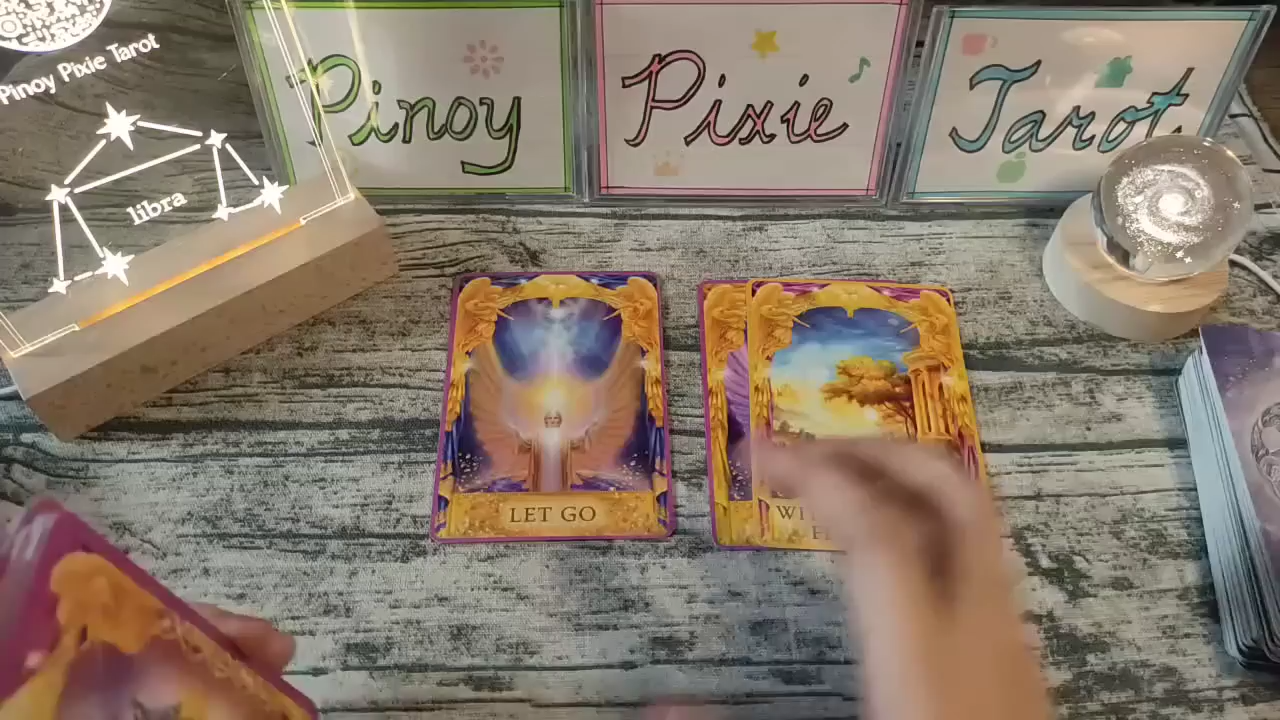 Pinoy Pixie Tarot
libra
Pinoy
Pixie
Tarot
LET GO